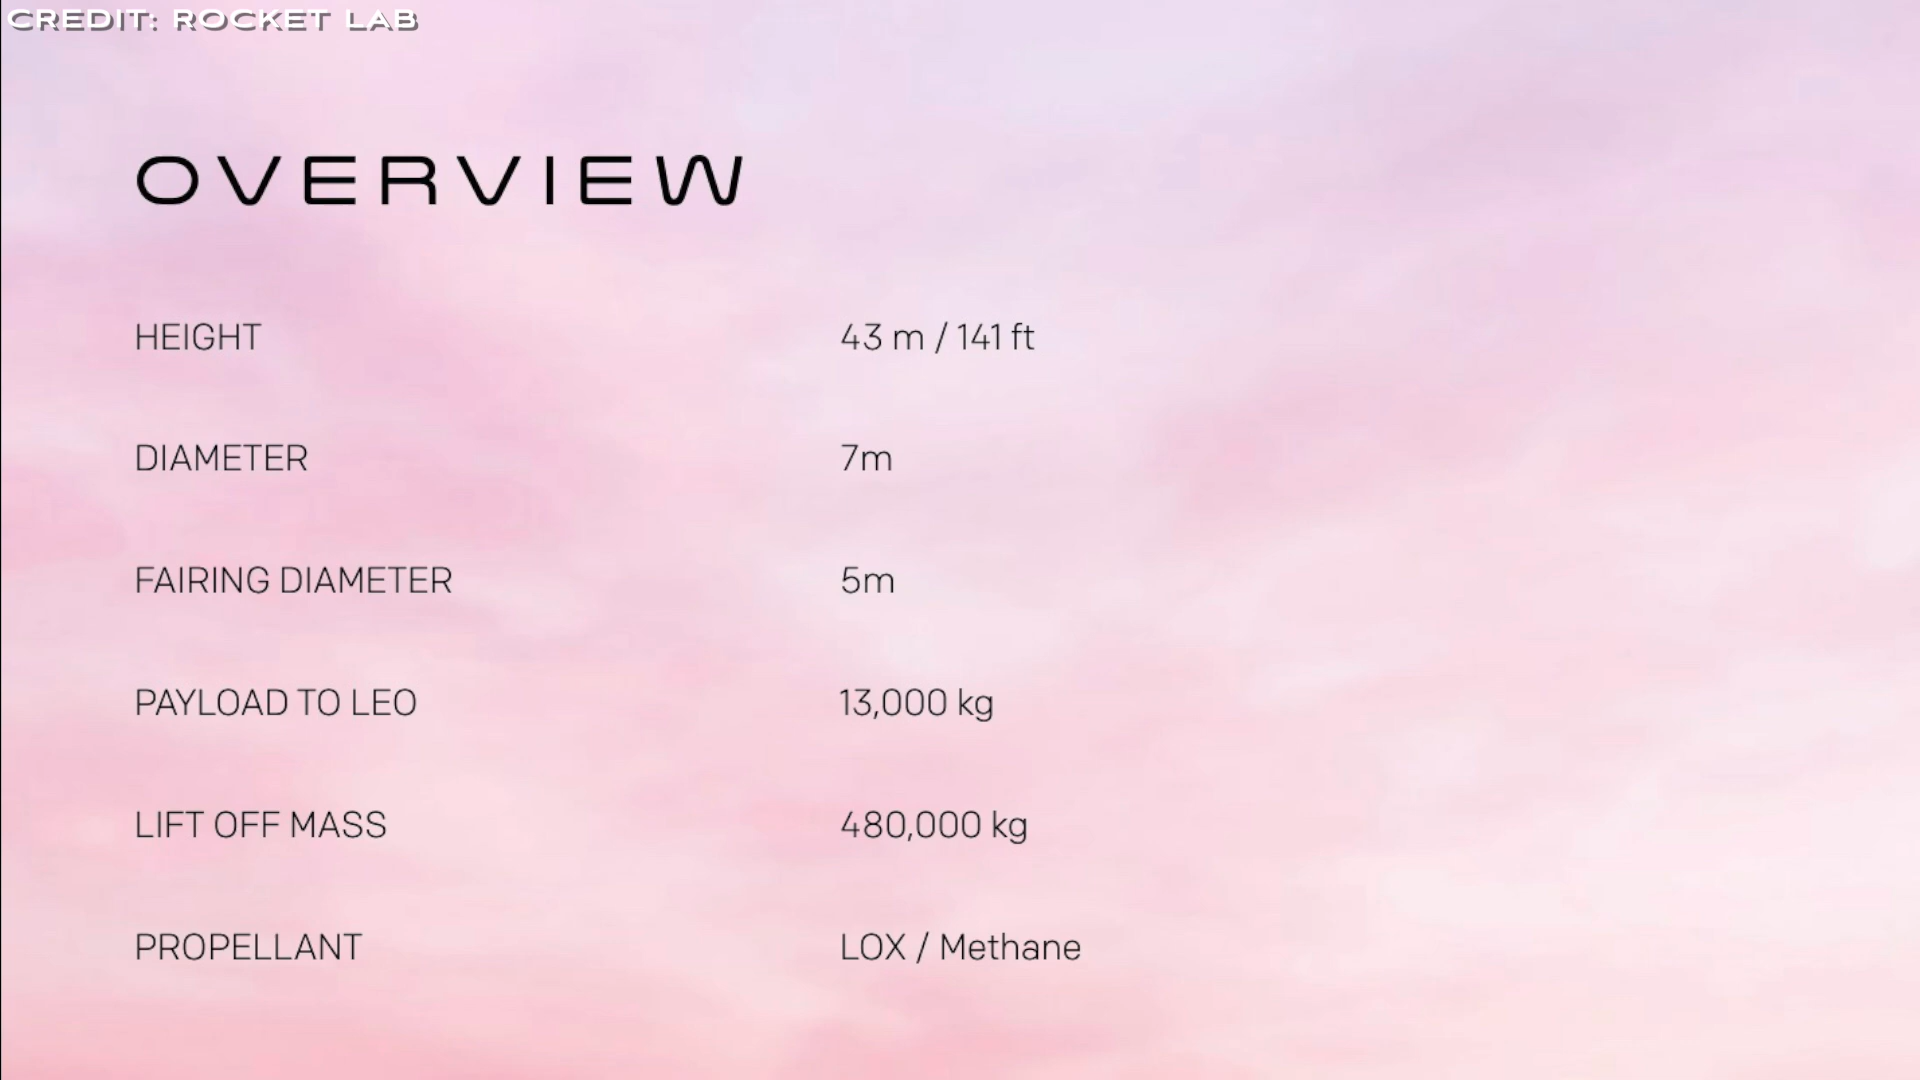 CREDIT: ROCKET LAB
OVERVIEW
HEIGHT 43 m / 141 ft
DIAMETER 7m
FAIRING DIAMETER 5m
PAYLOAD TO LEO 13,000 kg
LIFT OFF MASS 480,000 kg
PROPELLANT LOX / Methane